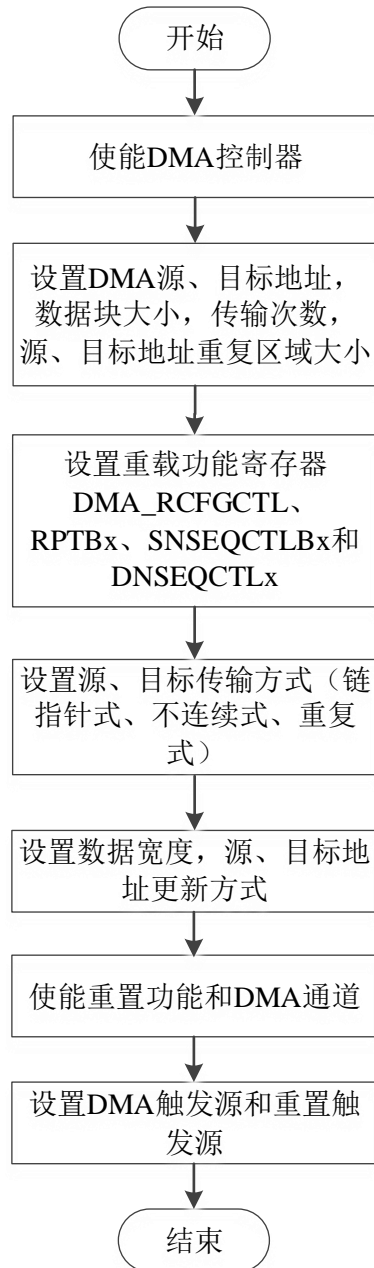 开始
使能DMA控制器
设置DMA源、目标地址，
数据块大小，传输次数，
源、目标地址重复区域大小
设置重载功能寄存器
DMA_RCFGCTL、
RPTBx、SNSEQCTLBx和
DNSEQCTLx
设置源、目标传输方式（链
指针式、不连续式、重复
式）
设置数据宽度，源、目标地
址更新方式
使能重置功能和DMA通道
设置DMA触发源和重置触
发源
结束